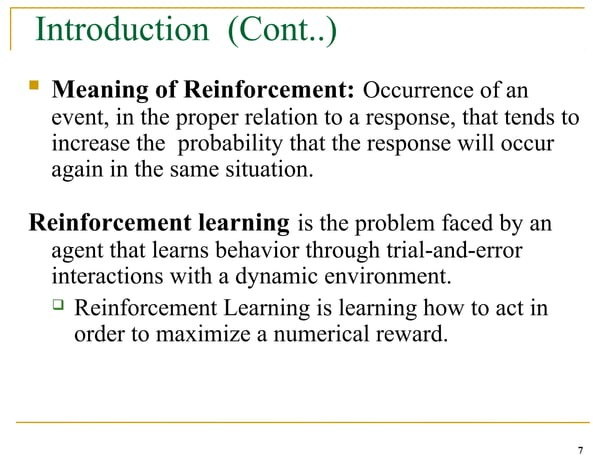 Introduction (Cont..)
Meaning of Reinforcement: Occurrence of an
event, in the proper relation to a response, that tends to
increase the probability that the response will occur
again in the same situation.
Reinforcement learning is the problem faced by an
agent that learns behavior through trial-and-error
interactions with a dynamic environment.
Reinforcement Learning is learning how to act in
order to maximize a numerical reward.
7